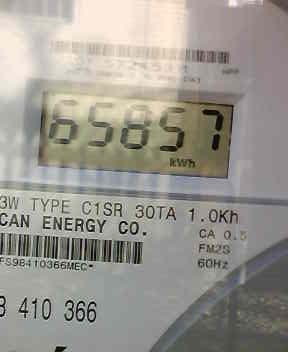 65857
kWh
3W TYPE C1SR 30TA 1.0Kh
CAN ENERGY CO. CA 0.5
FM2S
FS98410366MEC* 60Hz
8 410 366